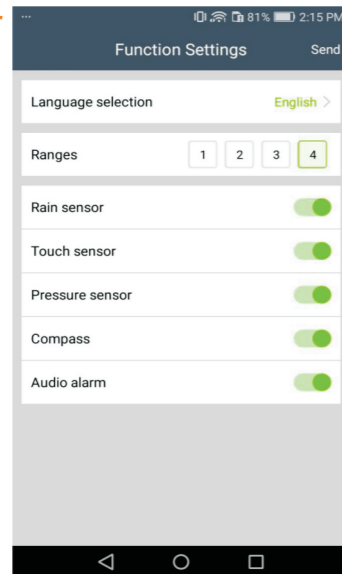 ... 81% 2:15 PM
Function Settings Send
Language selection English >
Ranges 1 2 3 4
Rain sensor
Touch sensor
Pressure sensor
Compass
Audio alarm